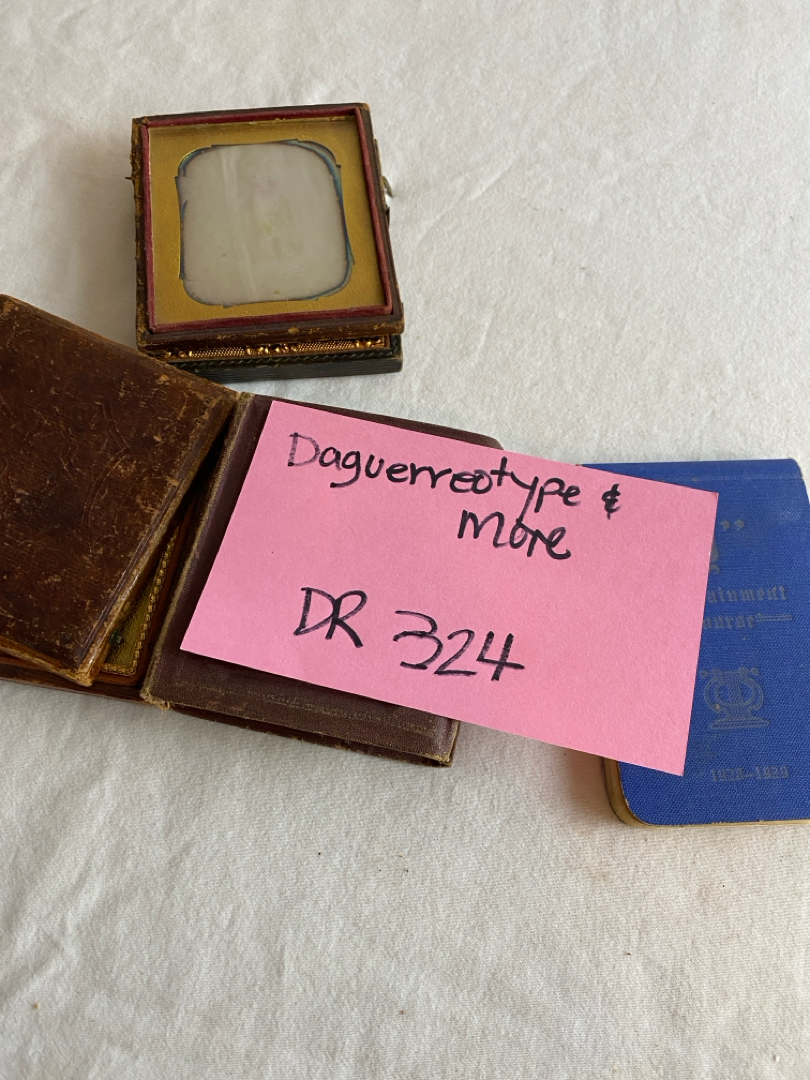 Daguerreotype &
more
DR 324
"